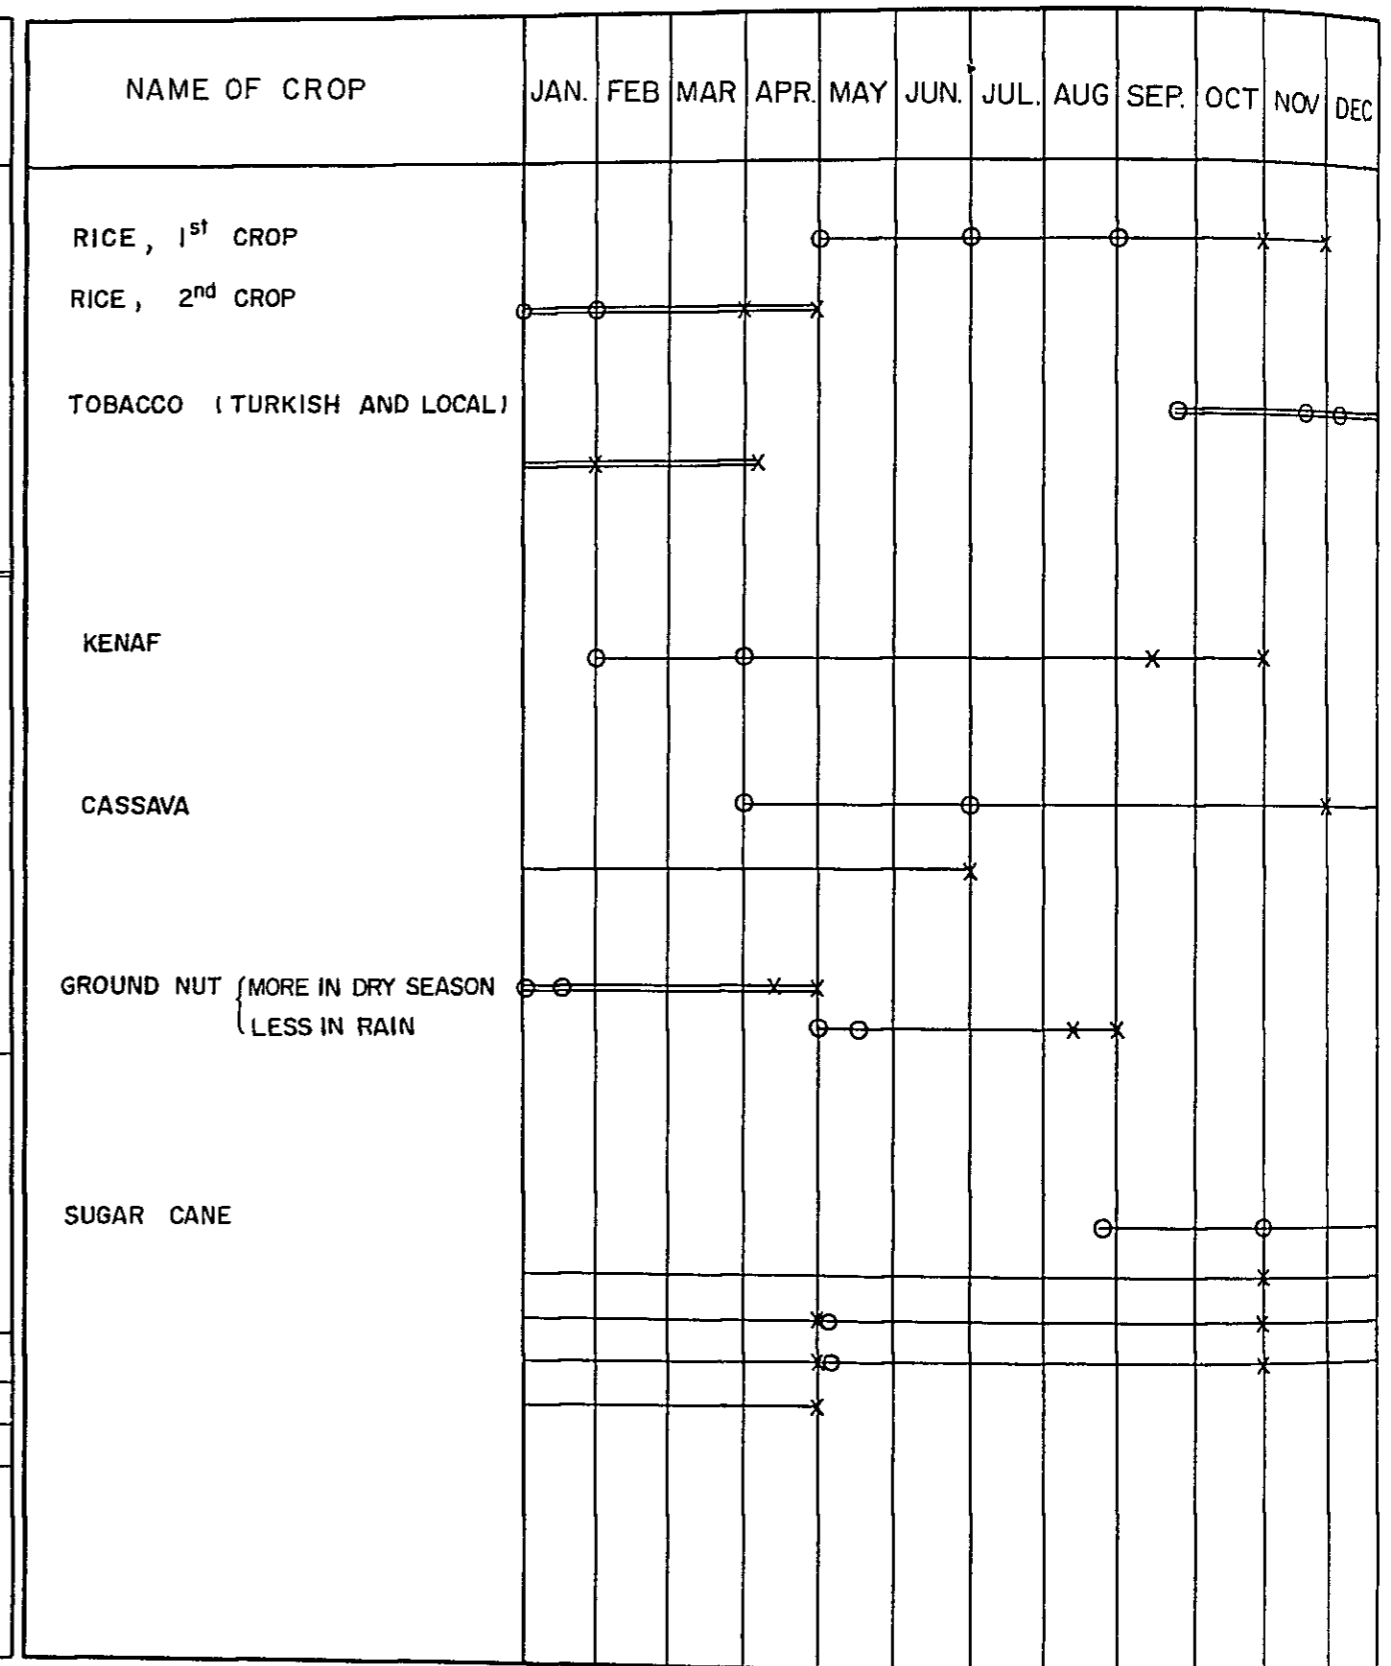 NAME OF CROP JAN. FEB MAR APR. MAY JUN. JUL. AUG SEP. OCT NOV DEC
RICE, 1st CROP
RICE, 2nd CROP
TOBACCO (TURKISH AND LOCAL)
KENAF
CASSAVA
GROUND NUT { MORE IN DRY SEASON
LESS IN RAIN
SUGAR CANE